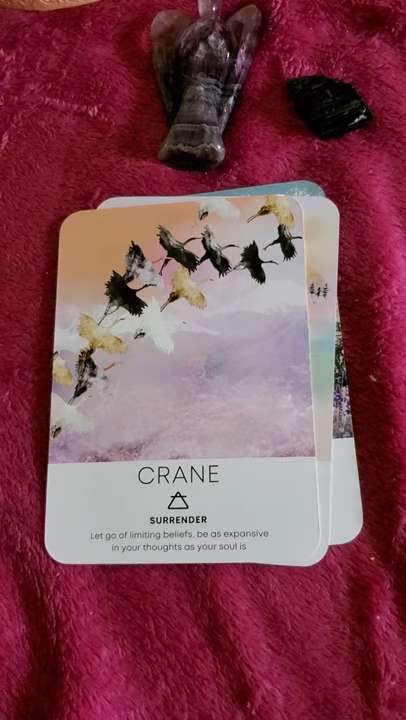 CRANE
SURRENDER
Let go of limiting beliefs, be as expansive
in your thoughts as your soul is